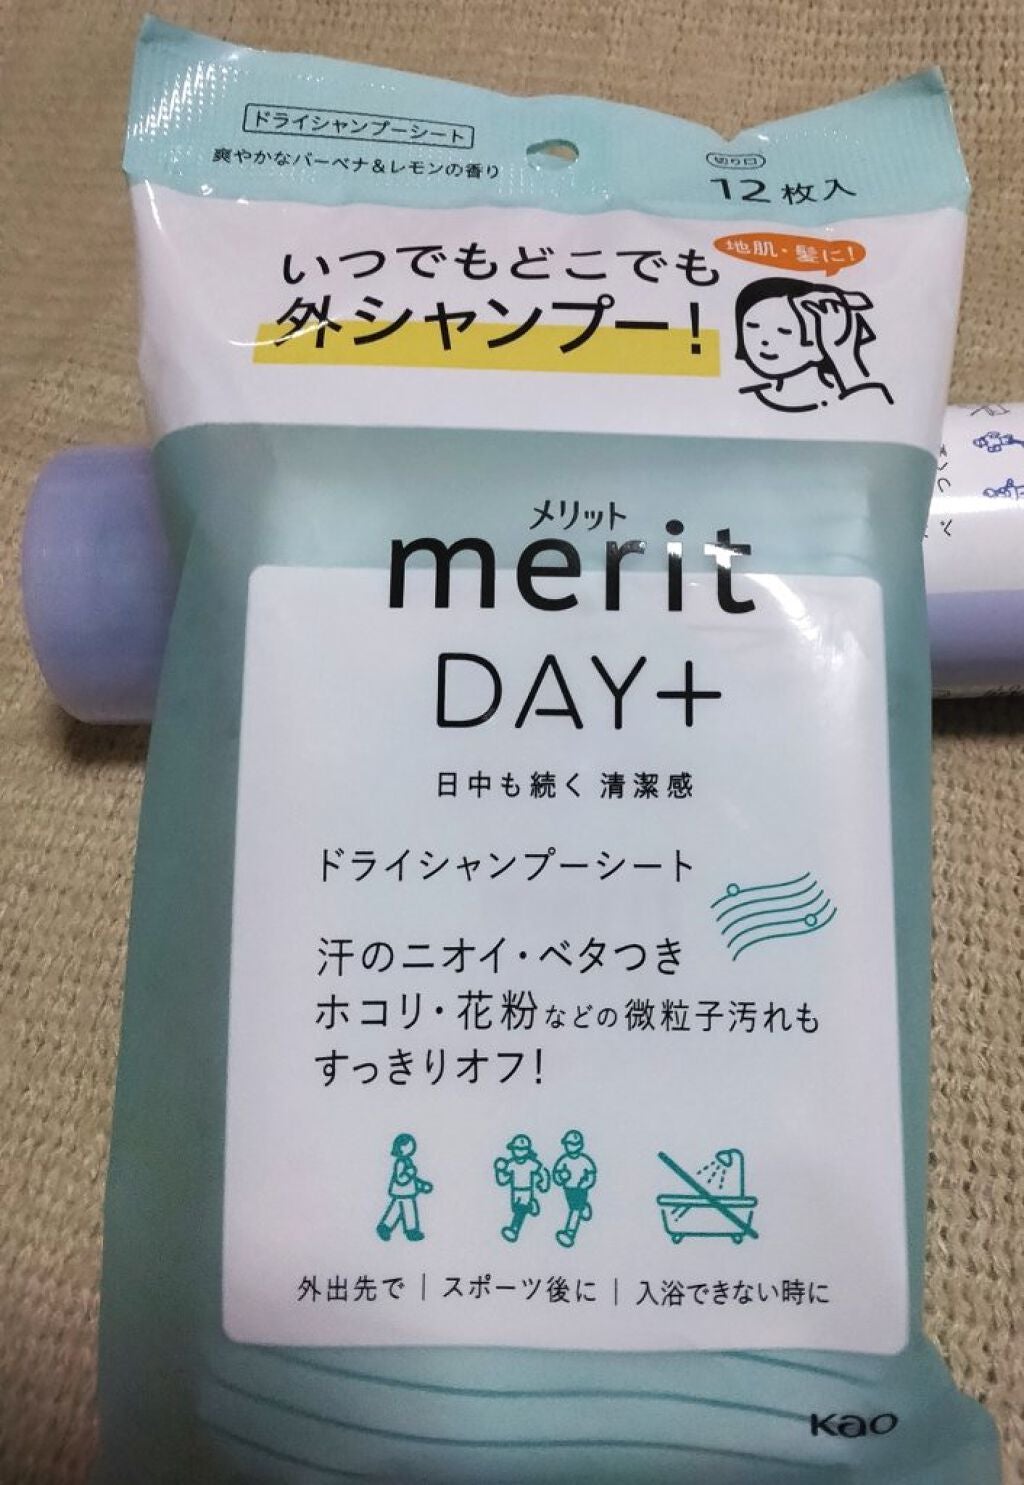 ドライシャンプーシート
爽やかなバーベナ&レモンの香り
切り口
12枚入
いつでもどこでも
外シャンプー!
地肌・髪に!
メリット
merit
DAY+
日中も続く 清潔感
ドライシャンプーシート
汗のニオイ・ベタつき
ホコリ・花粉などの微粒子汚れも
すっきりオフ!
外出先で | スポーツ後に | 入浴できない時に
Kao